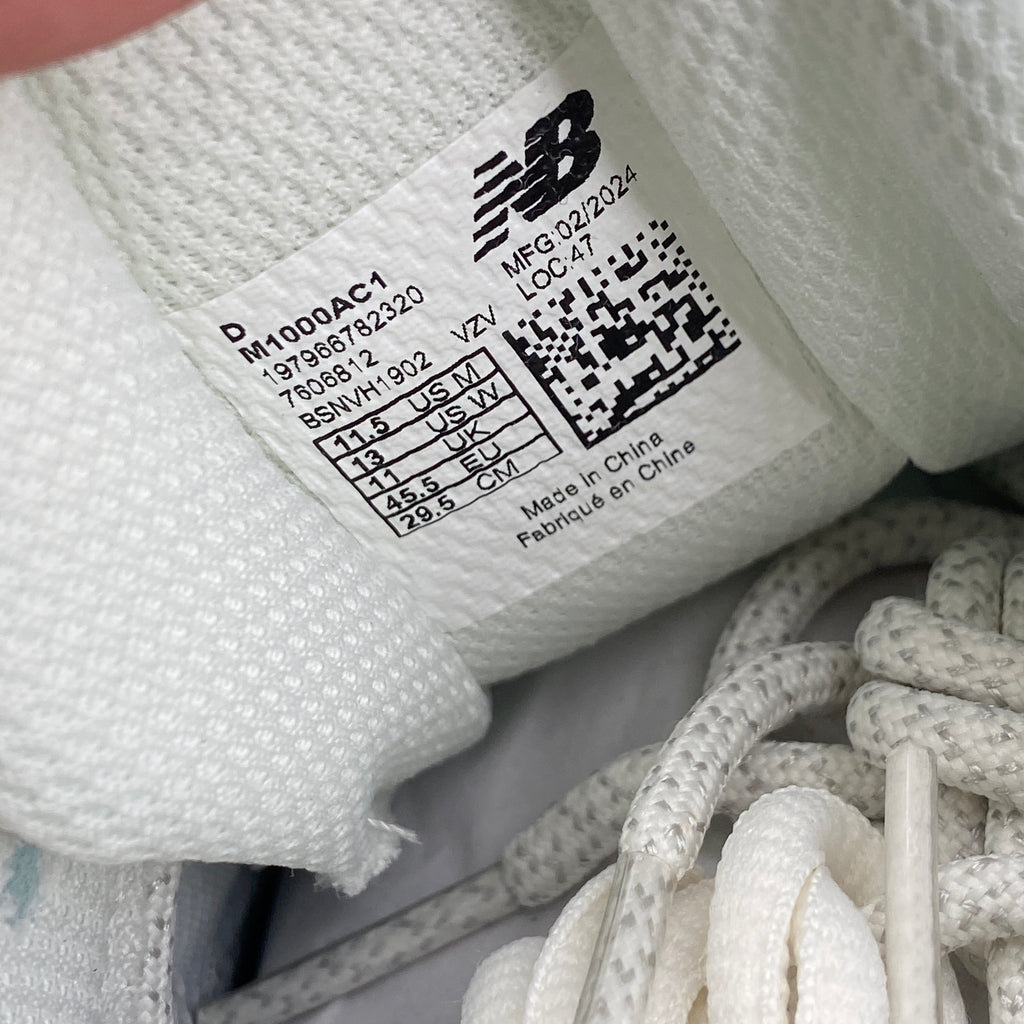 NB
MFG:02/2024
LOC:47
D
M1000AC1
197966782320
7606812
BSNVH1902 VZV
11.5 US M
13 US W
11 UK
45.5 EU
29.5 CM
Made in China
Fabriqué en Chine